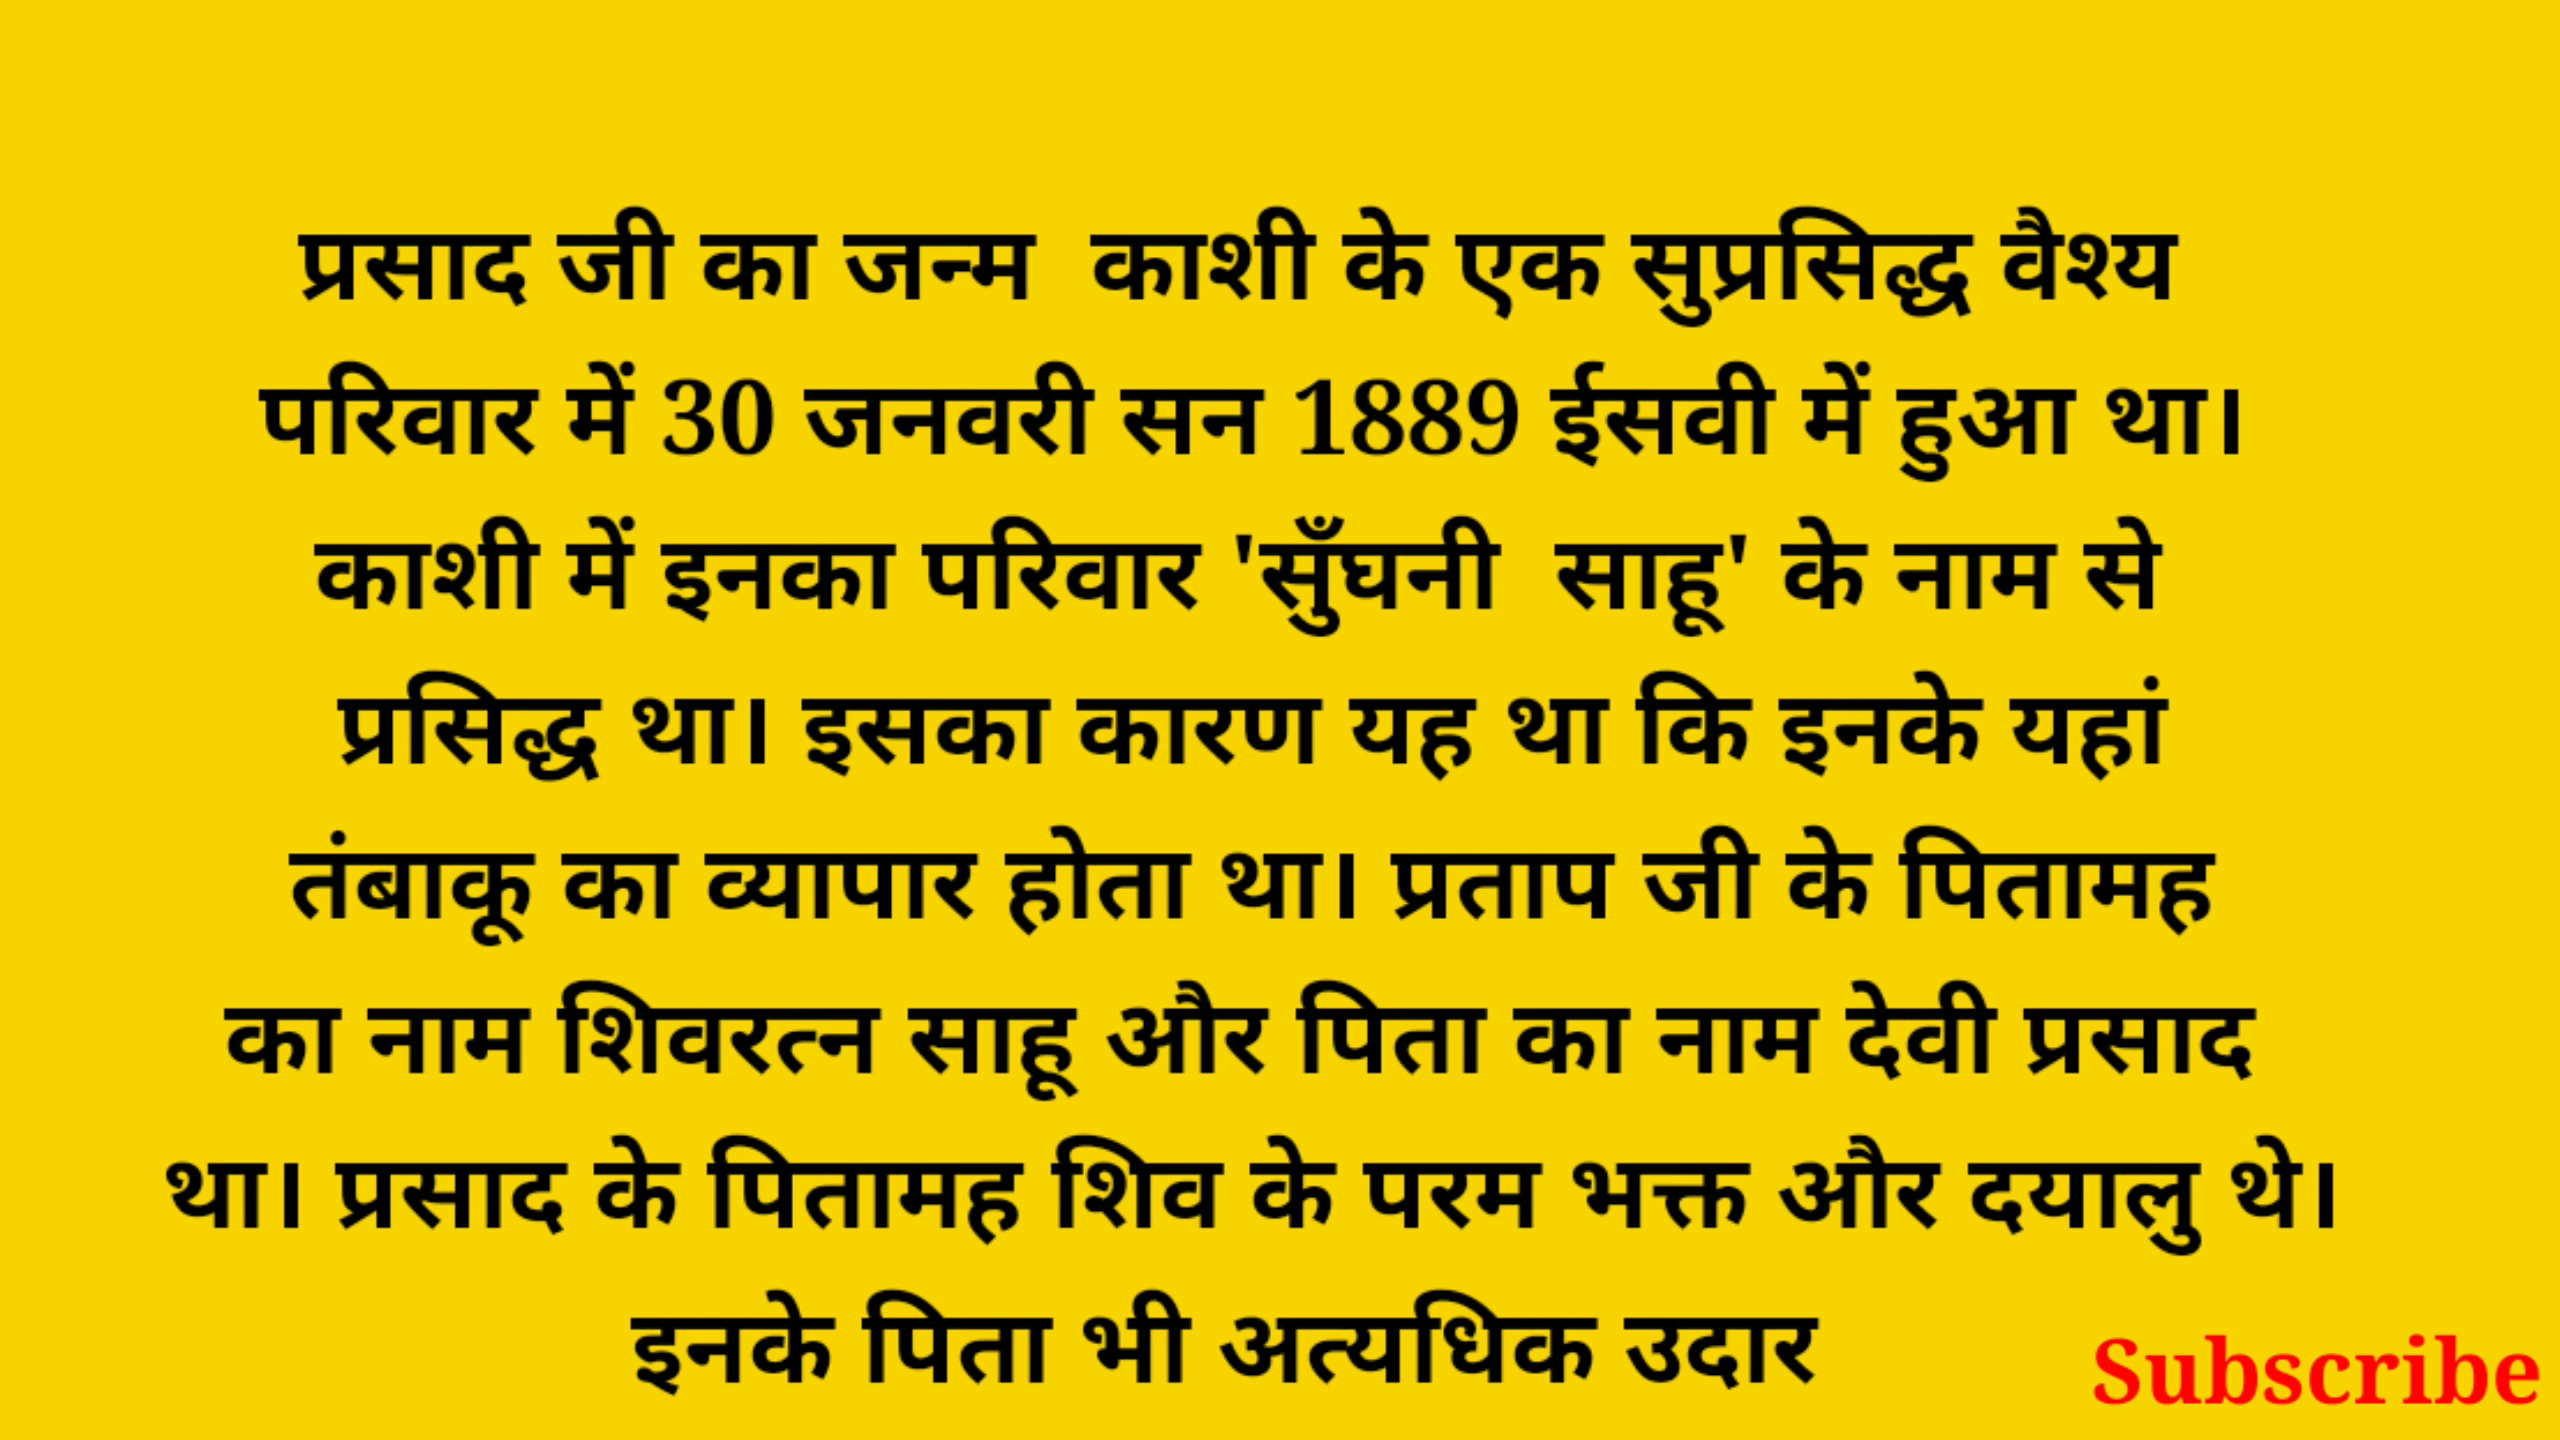 प्रसाद जी का जन्म  काशी के एक सुप्रसिद्ध वैश्य
परिवार में 30 जनवरी सन 1889 ईसवी में हुआ था।
काशी में इनका परिवार 'सुँघनी  साहू' के नाम से
प्रसिद्ध था। इसका कारण यह था कि इनके यहां
तंबाकू का व्यापार होता था। प्रताप जी के पितामह
का नाम शिवरत्न साहू और पिता का नाम देवी प्रसाद
था। प्रसाद के पितामह शिव के परम भक्त और दयालु थे।
इनके पिता भी अत्यधिक उदार
Subscribe